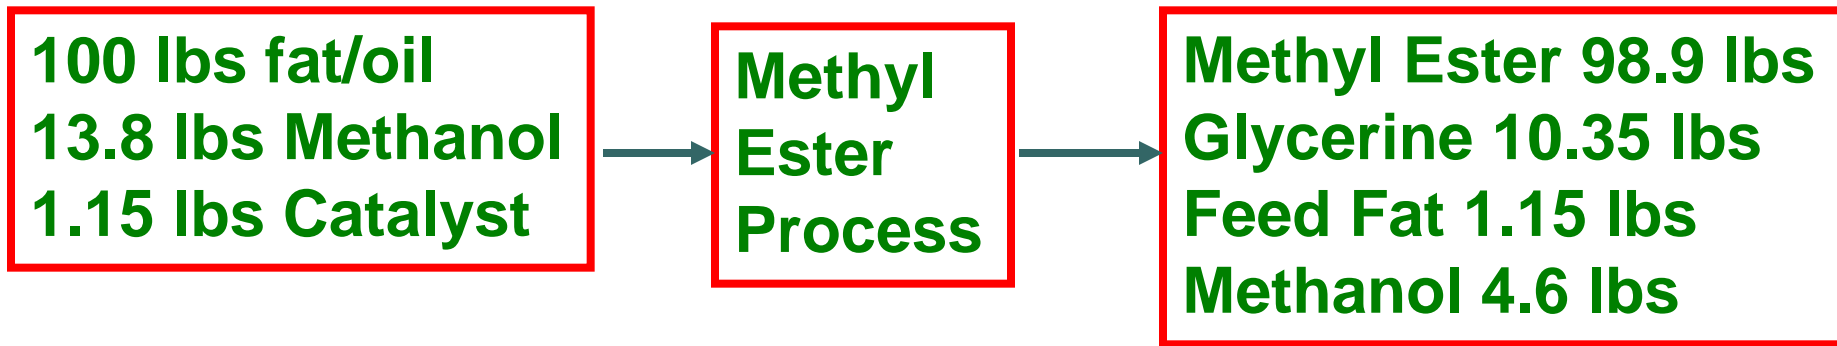 100 lbs fat/oil
13.8 lbs Methanol
1.15 lbs Catalyst
Methyl
Ester
Process
Methyl Ester 98.9 lbs
Glycerine 10.35 lbs
Feed Fat 1.15 lbs
Methanol 4.6 lbs